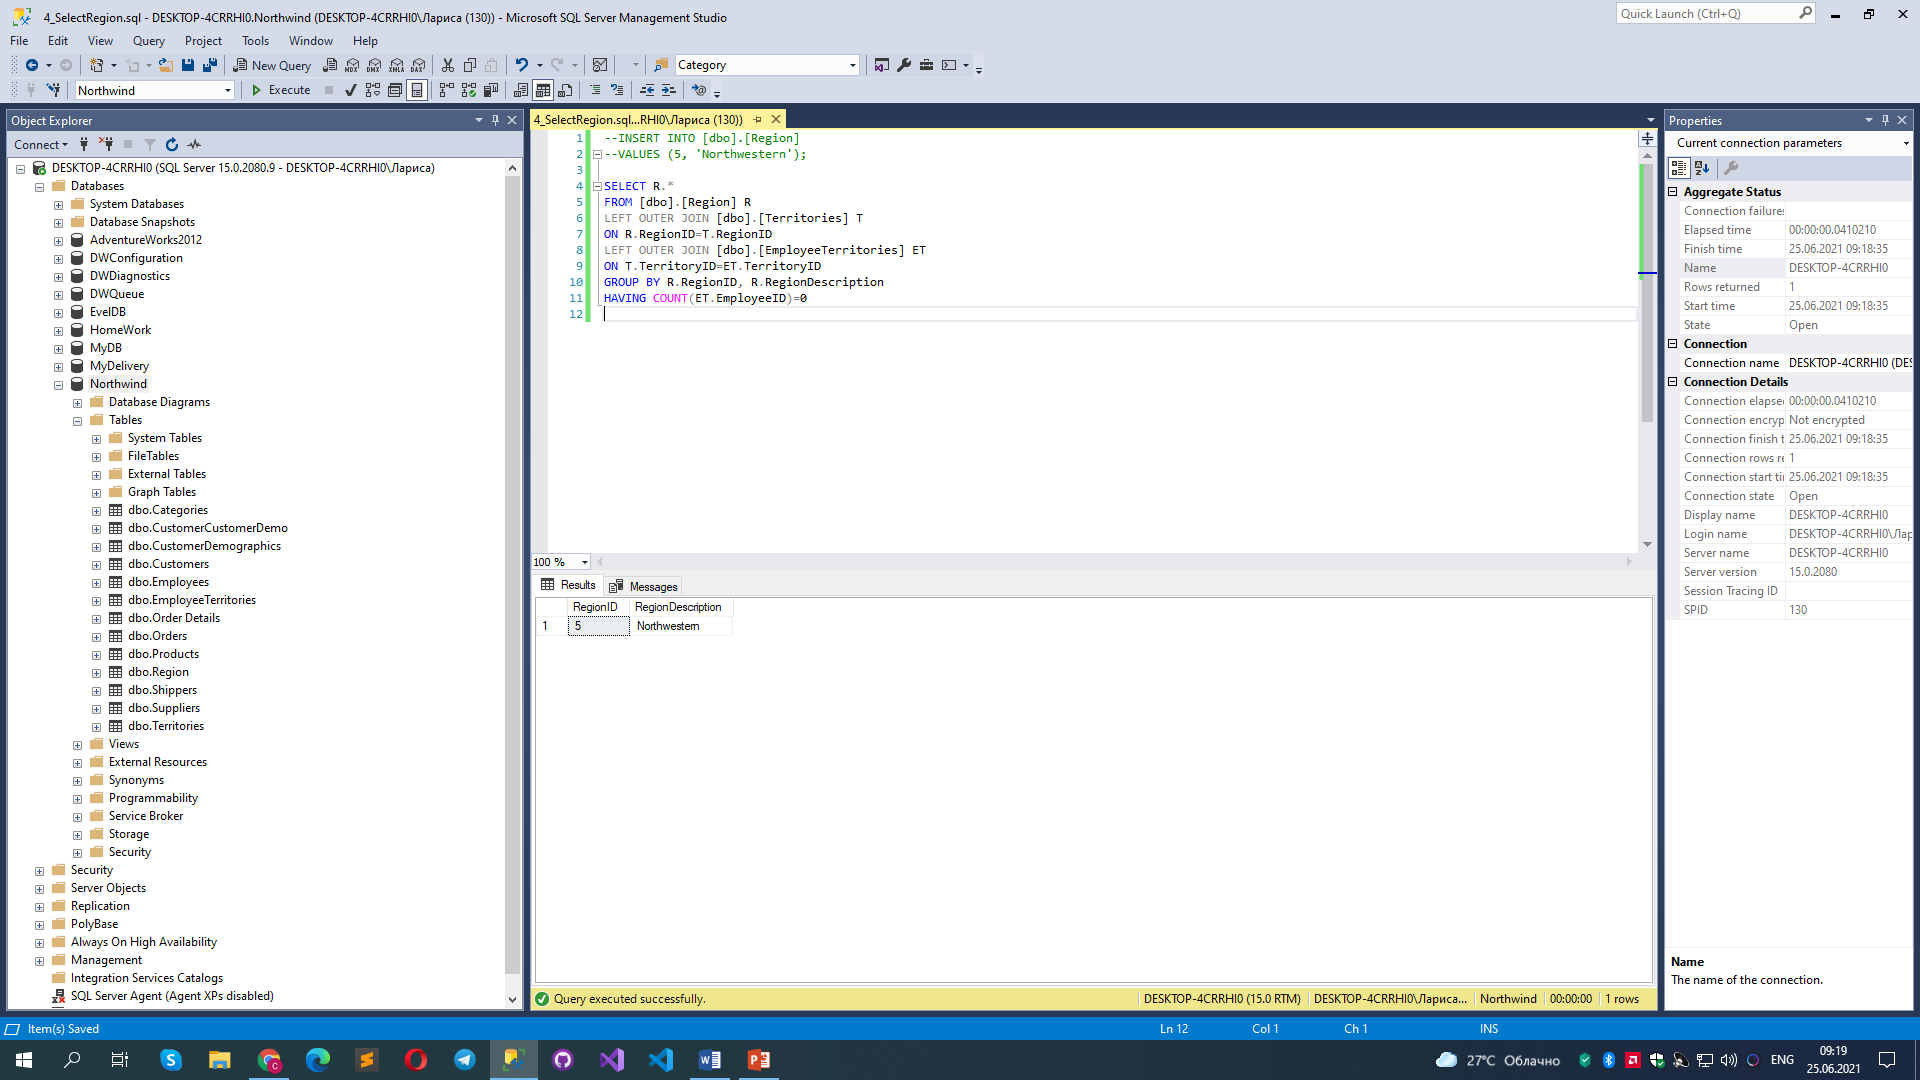 4_SelectRegion.sql - DESKTOP-4CRRHI0.Northwind (DESKTOP-4CRRHI0\Лариса (130)) - Microsoft SQL Server Management Studio
Quick Launch (Ctrl+Q)
File Edit View Query Project Tools Window Help
New Query MDX DMX XMLA DAX Category
Northwind Execute
Object Explorer
Connect
DESKTOP-4CRRHI0 (SQL Server 15.0.2080.9 - DESKTOP-4CRRHI0\Лариса)
Databases
System Databases
Database Snapshots
AdventureWorks2012
DWConfiguration
DWDiagnostics
DWQueue
EvelDB
HomeWork
MyDB
MyDelivery
Northwind
Database Diagrams
Tables
System Tables
FileTables
External Tables
Graph Tables
dbo.Categories
dbo.CustomerCustomerDemo
dbo.CustomerDemographics
dbo.Customers
dbo.Employees
dbo.EmployeeTerritories
dbo.Order Details
dbo.Orders
dbo.Products
dbo.Region
dbo.Shippers
dbo.Suppliers
dbo.Territories
Views
External Resources
Synonyms
Programmability
Service Broker
Storage
Security
Security
Server Objects
Replication
PolyBase
Always On High Availability
Management
Integration Services Catalogs
SQL Server Agent (Agent XPs disabled)
4_SelectRegion.sql...RHI0\Лариса (130))
1 --INSERT INTO [dbo].[Region]
2 --VALUES (5, 'Northwestern');
3
4 SELECT R.*
5 FROM [dbo].[Region] R
6 LEFT OUTER JOIN [dbo].[Territories] T
7 ON R.RegionID=T.RegionID
8 LEFT OUTER JOIN [dbo].[EmployeeTerritories] ET
9 ON T.TerritoryID=ET.TerritoryID
10 GROUP BY R.RegionID, R.RegionDescription
11 HAVING COUNT(ET.EmployeeID)=0
12
100 %
Results Messages
RegionID RegionDescription
1 5 Northwestern
Query executed successfully. DESKTOP-4CRRHI0 (15.0 RTM) DESKTOP-4CRRHI0\Лариса... Northwind 00:00:00 1 rows
Properties
Current connection parameters
Aggregate Status
Connection failures
Elapsed time 00:00:00.0410210
Finish time 25.06.2021 09:18:35
Name DESKTOP-4CRRHI0
Rows returned 1
Start time 25.06.2021 09:18:35
State Open
Connection
Connection name DESKTOP-4CRRHI0 (DES
Connection Details
Connection elapse 00:00:00.0410210
Connection encryp Not encrypted
Connection finish t 25.06.2021 09:18:35
Connection rows re 1
Connection start ti 25.06.2021 09:18:35
Connection state Open
Display name DESKTOP-4CRRHI0
Login name DESKTOP-4CRRHI0\Лар
Server name DESKTOP-4CRRHI0
Server version 15.0.2080
Session Tracing ID
SPID 130
Name
The name of the connection.
Item(s) Saved Ln 12 Col 1 Ch 1 INS
27°C Облачно ENG 09:19
25.06.2021